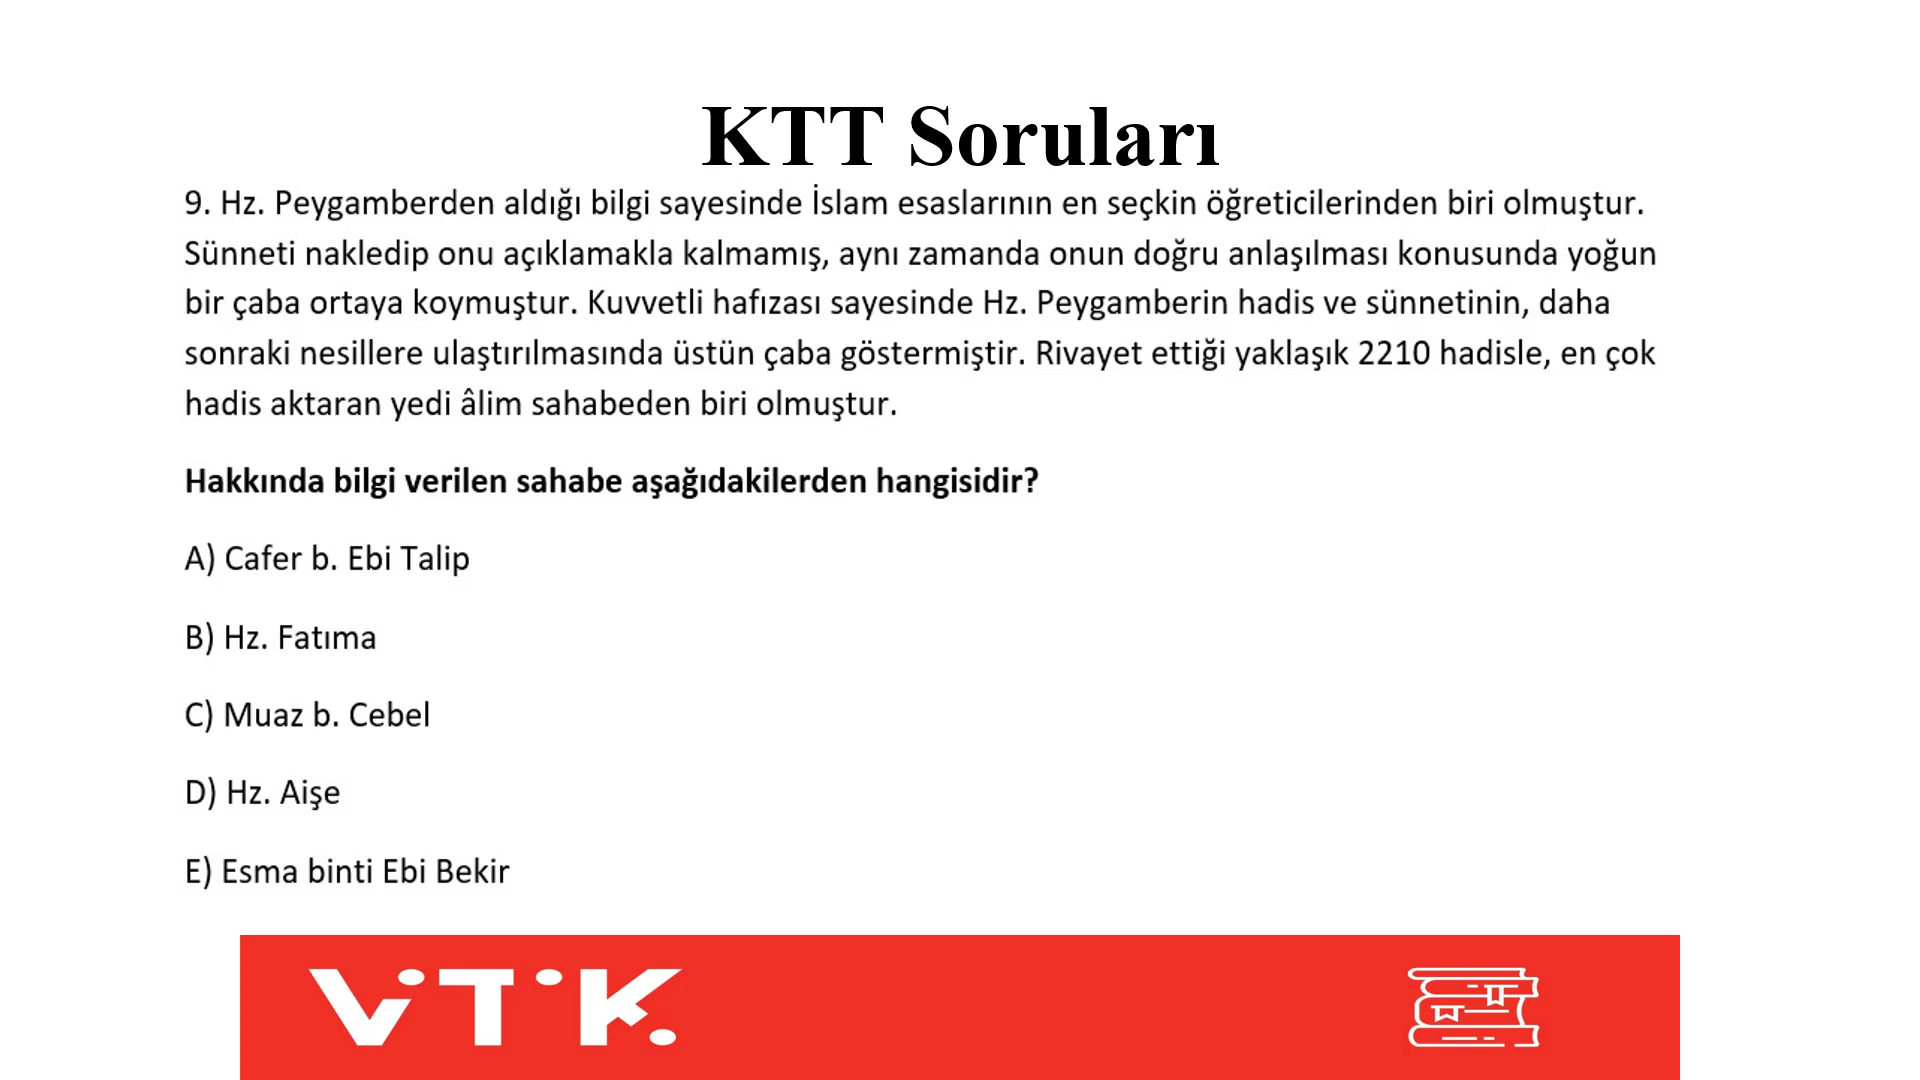 KTT Soruları
9. Hz. Peygamberden aldığı bilgi sayesinde İslam esaslarının en seçkin öğreticilerinden biri olmuştur.
Sünneti nakledip onu açıklamakla kalmamış, aynı zamanda onun doğru anlaşılması konusunda yoğun
bir çaba ortaya koymuştur. Kuvvetli hafızası sayesinde Hz. Peygamberin hadis ve sünnetinin, daha
sonraki nesillere ulaştırılmasında üstün çaba göstermiştir. Rivayet ettiği yaklaşık 2210 hadisle, en çok
hadis aktaran yedi âlim sahabeden biri olmuştur.
Hakkında bilgi verilen sahabe aşağıdakilerden hangisidir?
A) Cafer b. Ebi Talip
B) Hz. Fatıma
C) Muaz b. Cebel
D) Hz. Aişe
E) Esma binti Ebi Bekir
ViTiK